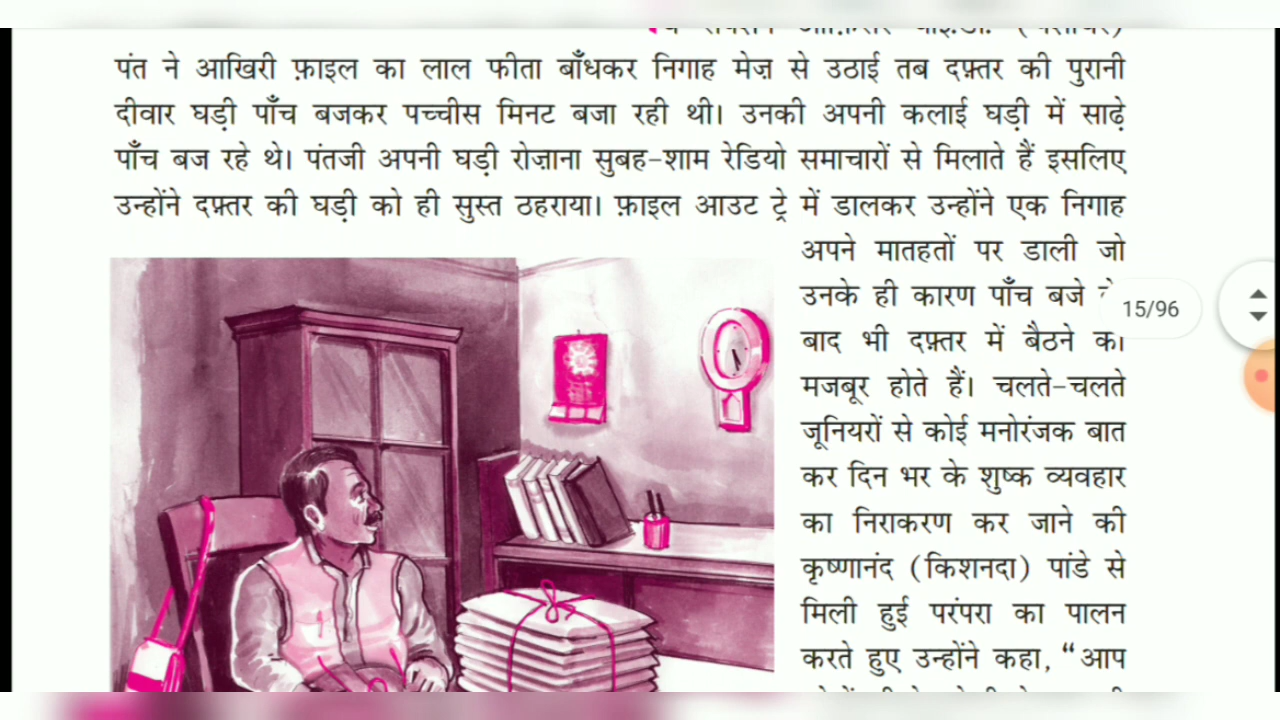 पंत ने आखिरी फ़ाइल का लाल फीता बाँधकर निगाह मेज़ से उठाई तब दफ़्तर की पुरानी
दीवार घड़ी पाँच बजकर पच्चीस मिनट बजा रही थी। उनकी अपनी कलाई घड़ी में साढ़े
पाँच बज रहे थे। पंतजी अपनी घड़ी रोज़ाना सुबह-शाम रेडियो समाचारों से मिलाते हैं इसलिए
उन्होंने दफ़्तर की घड़ी को ही सुस्त ठहराया। फ़ाइल आउट ट्रे में डालकर उन्होंने एक निगाह
अपने मातहतों पर डाली जो
उनके ही कारण पाँच बजे
15/96
बाद भी दफ़्तर में बैठने को
मजबूर होते हैं। चलते-चलते
जूनियरों से कोई मनोरंजक बात
कर दिन भर के शुष्क व्यवहार
का निराकरण कर जाने की
कृष्णानंद (किशनदा) पांडे से
मिली हुई परंपरा का पालन
करते हुए उन्होंने कहा, “आप